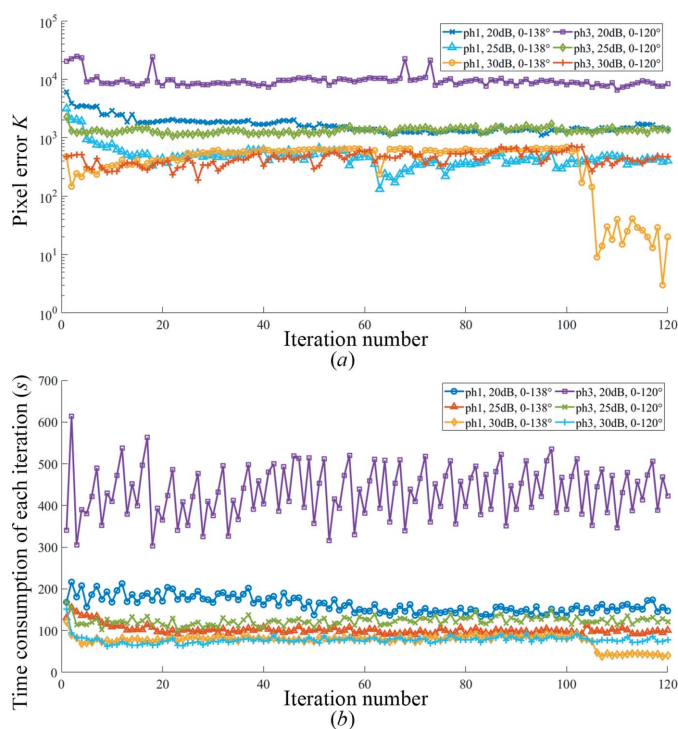 10^5
10^4
10^3
10^2
10^1
10^0
Pixel error K
ph1, 20dB, 0-138° ph3, 20dB, 0-120°
ph1, 25dB, 0-138° ph3, 25dB, 0-120°
ph1, 30dB, 0-138° ph3, 30dB, 0-120°
0 20 40 60 80 100 120
Iteration number
(a)
700
600
500
400
300
200
100
0
Time consumption of each iteration (s)
ph1, 20dB, 0-138° ph3, 20dB, 0-120°
ph1, 25dB, 0-138° ph3, 25dB, 0-120°
ph1, 30dB, 0-138° ph3, 30dB, 0-120°
0 20 40 60 80 100 120
Iteration number
(b)